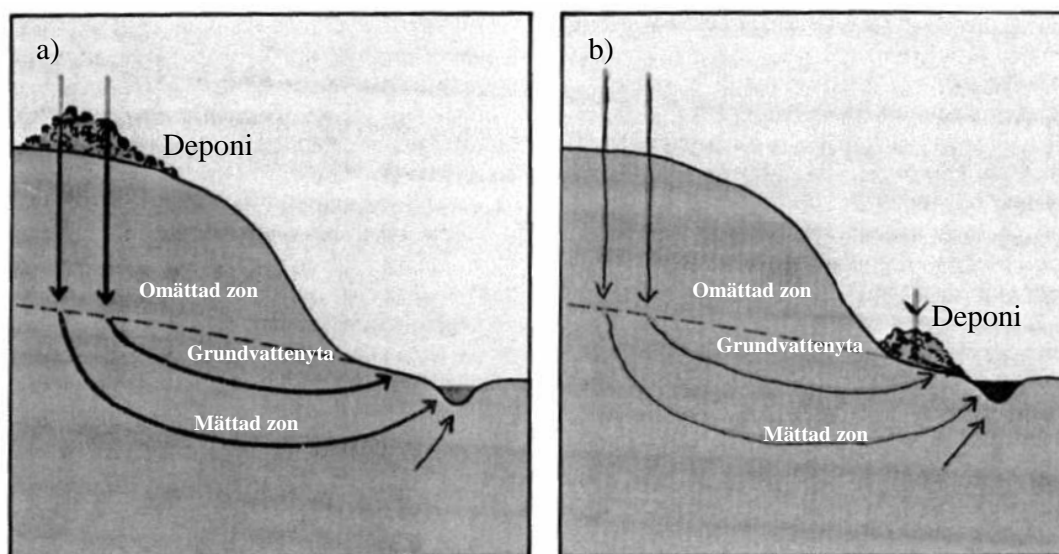 a)
Deponi
Omättad zon
Grundvattenyta
Mättad zon
b)
Omättad zon
Deponi
Grundvattenyta
Mättad zon